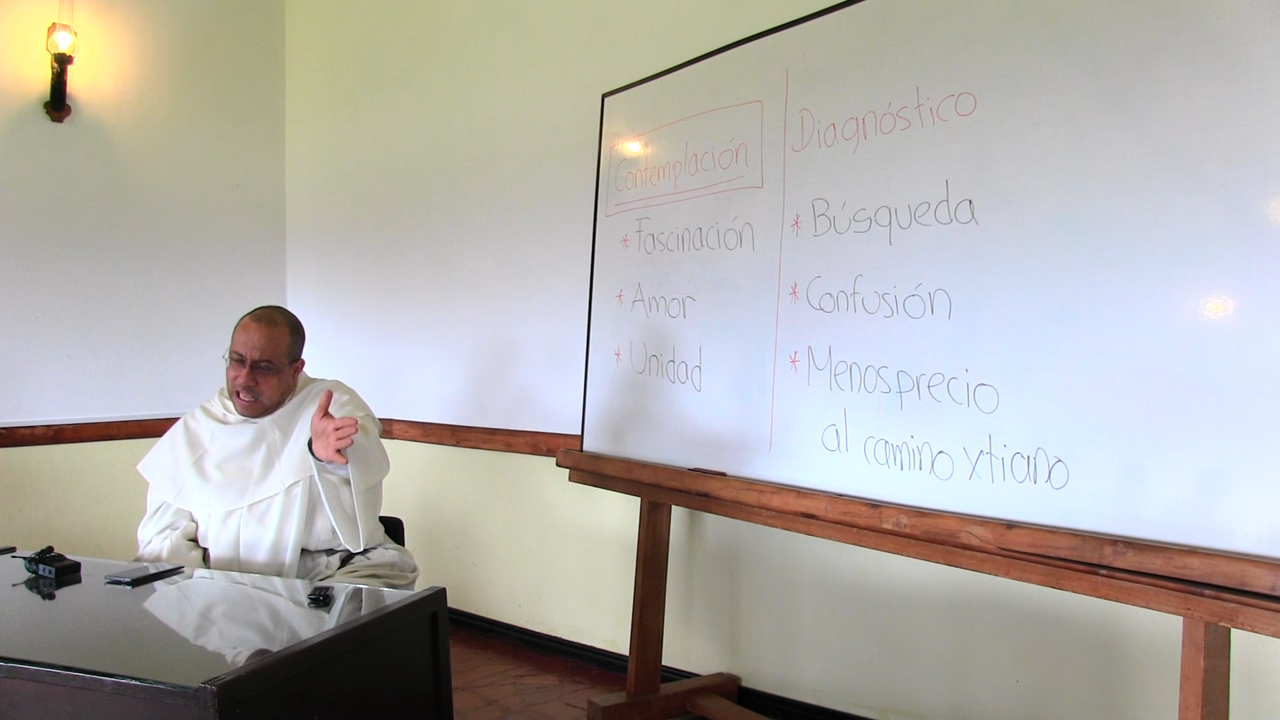 Contemplación
* Fascinación
* Amor
* Unidad
Diagnóstico
* Búsqueda
* Confusión
* Menosprecio
al camino xtiano